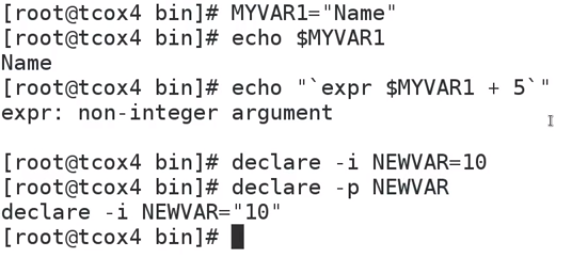 [root@tcox4 bin]# MYVAR1="Name"
[root@tcox4 bin]# echo $MYVAR1
Name
[root@tcox4 bin]# echo "`expr $MYVAR1 + 5`"
expr: non-integer argument

[root@tcox4 bin]# declare -i NEWVAR=10
[root@tcox4 bin]# declare -p NEWVAR
declare -i NEWVAR="10"
[root@tcox4 bin]#